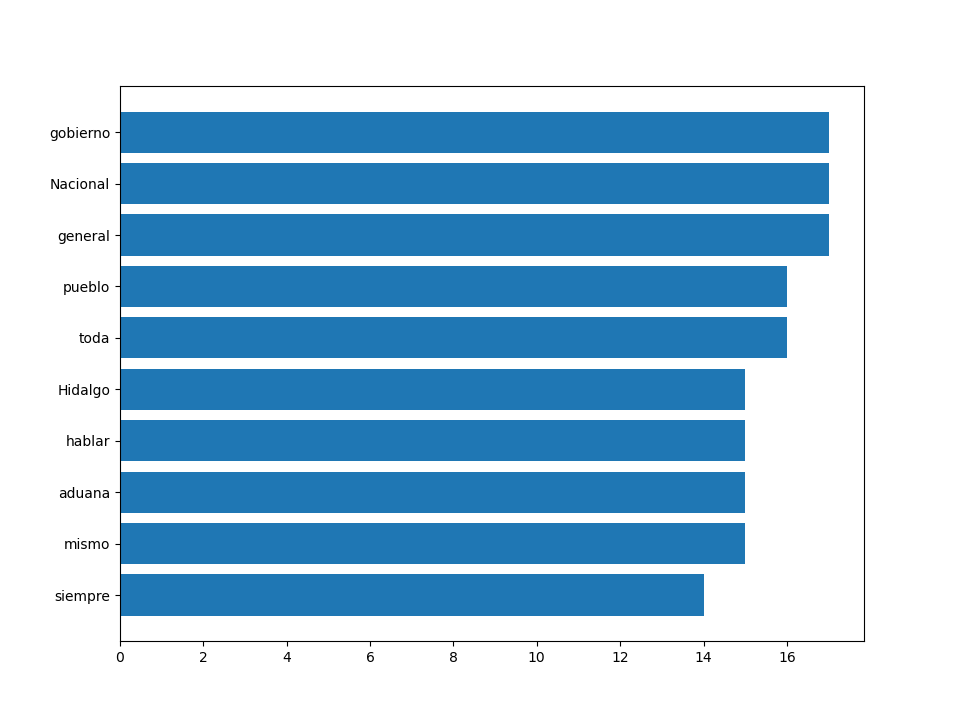 gobierno
Nacional
general
pueblo
toda
Hidalgo
hablar
aduana
mismo
siempre
0 2 4 6 8 10 12 14 16